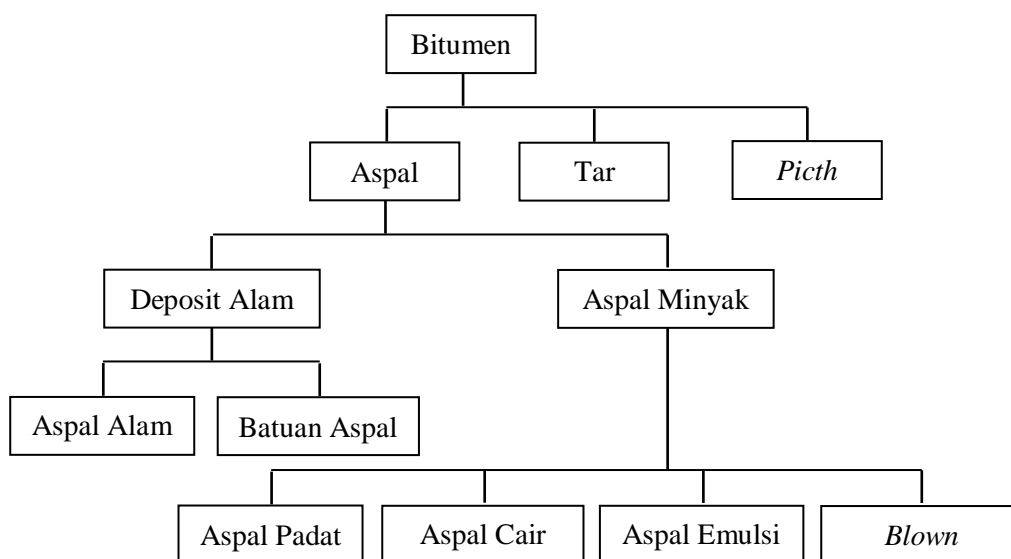 Bitumen
Aspal
Tar
Picth
Deposit Alam
Aspal Minyak
Aspal Alam
Batuan Aspal
Aspal Padat
Aspal Cair
Aspal Emulsi
Blown